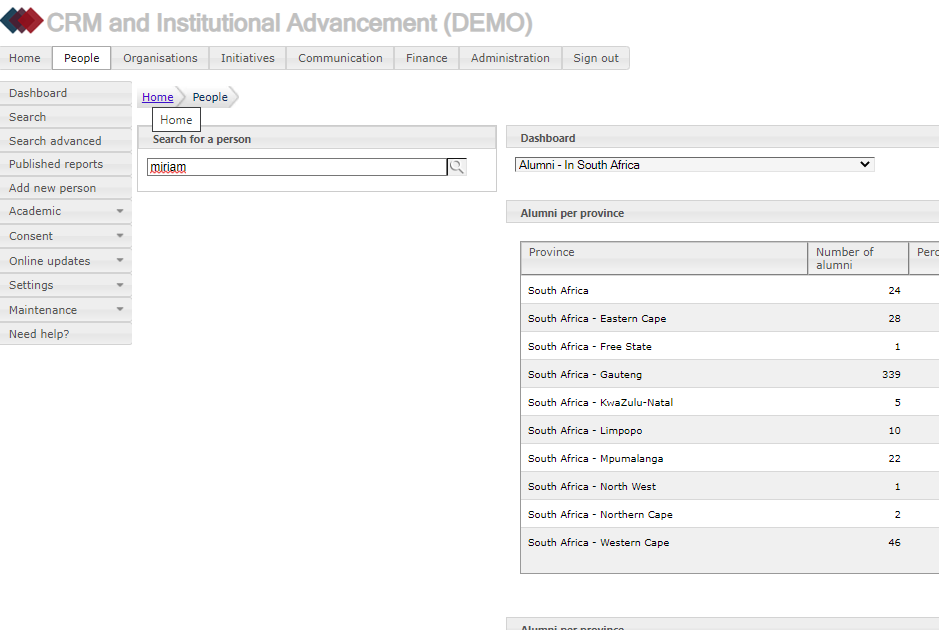 CRM and Institutional Advancement (DEMO)
Home People Organisations Initiatives Communication Finance Administration Sign out
Dashboard
Search
Search advanced
Published reports
Add new person
Academic
Consent
Online updates
Settings
Maintenance
Need help?
Home People
Home
Search for a person
miriam
Dashboard
Alumni - In South Africa
Alumni per province
Province Number of alumni Perc
South Africa 24
South Africa - Eastern Cape 28
South Africa - Free State 1
South Africa - Gauteng 339
South Africa - KwaZulu-Natal 5
South Africa - Limpopo 10
South Africa - Mpumalanga 22
South Africa - North West 1
South Africa - Northern Cape 2
South Africa - Western Cape 46
Alumni per province